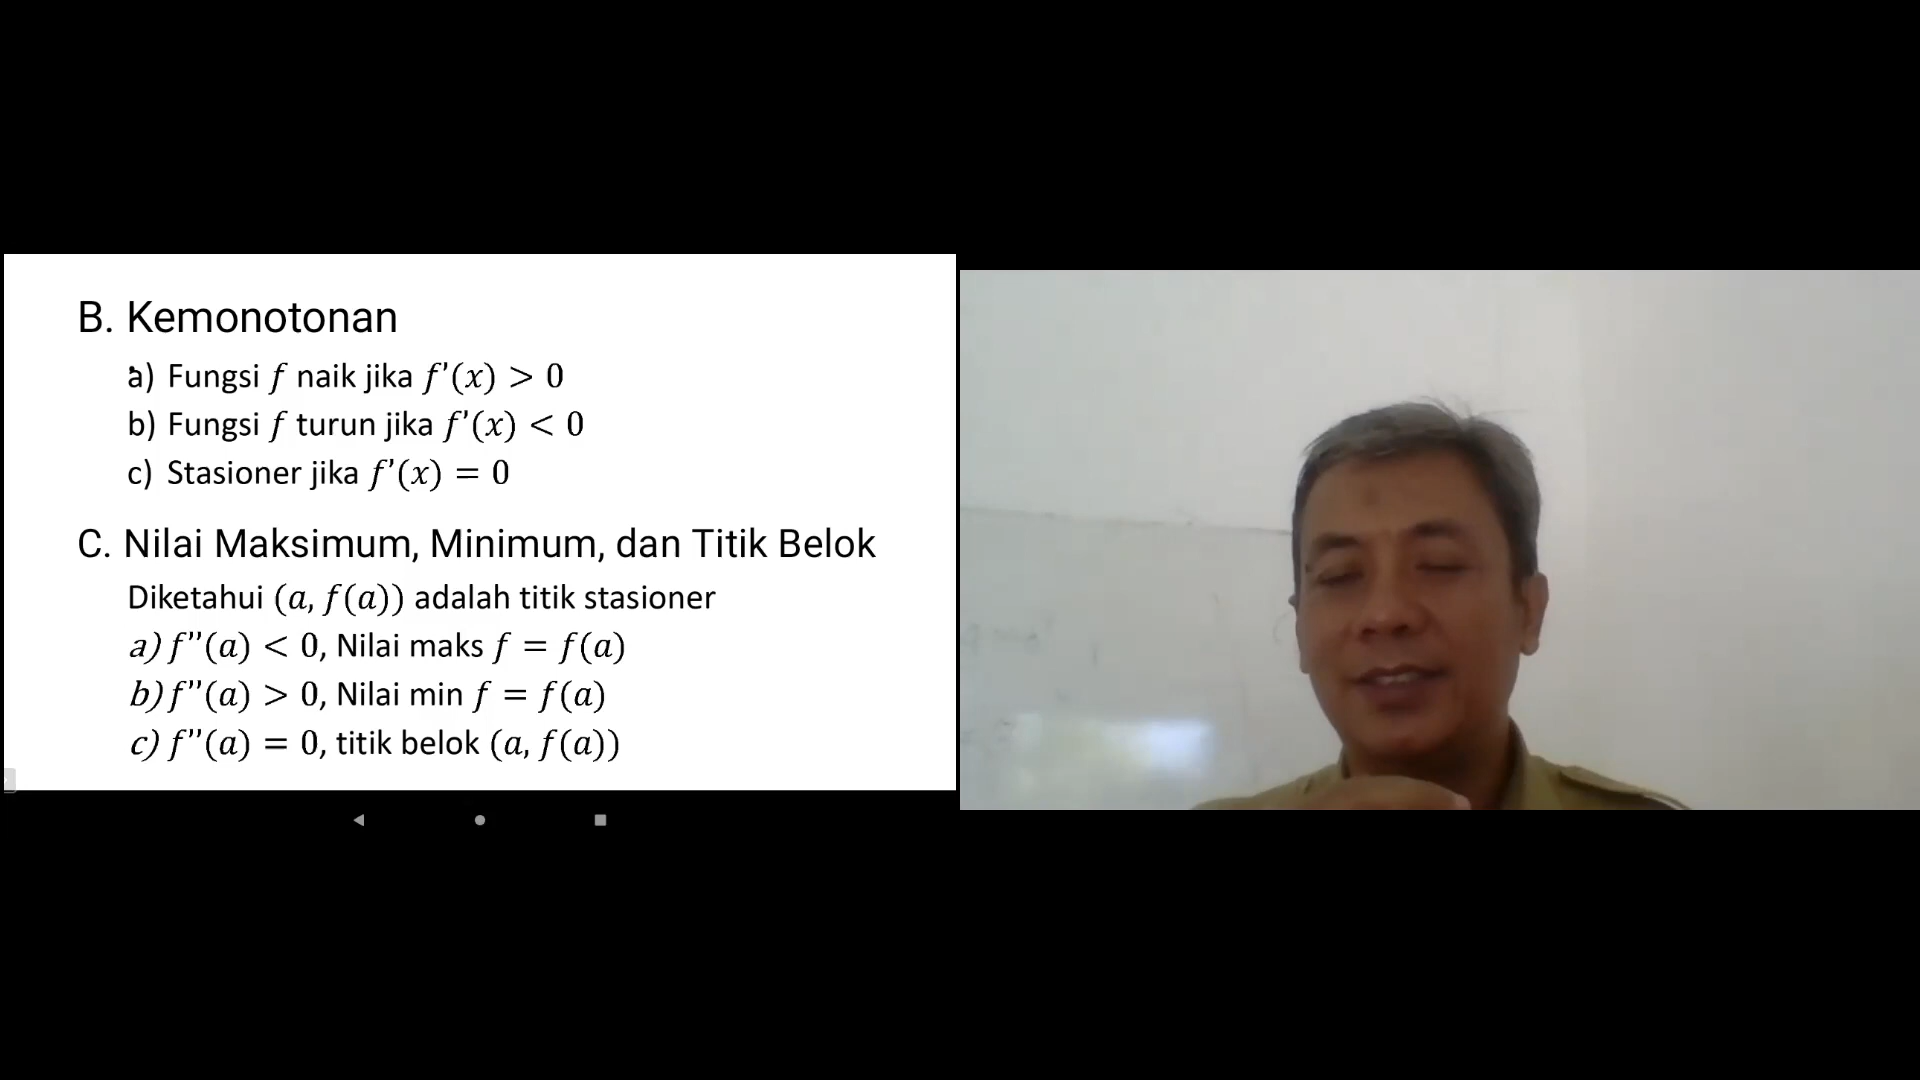 B. Kemonotonan
a) Fungsi f naik jika f'(x) > 0
b) Fungsi f turun jika f'(x) < 0
c) Stasioner jika f'(x) = 0
C. Nilai Maksimum, Minimum, dan Titik Belok
Diketahui (a, f(a)) adalah titik stasioner
a) f''(a) < 0, Nilai maks f = f(a)
b) f''(a) > 0, Nilai min f = f(a)
c) f''(a) = 0, titik belok (a, f(a))